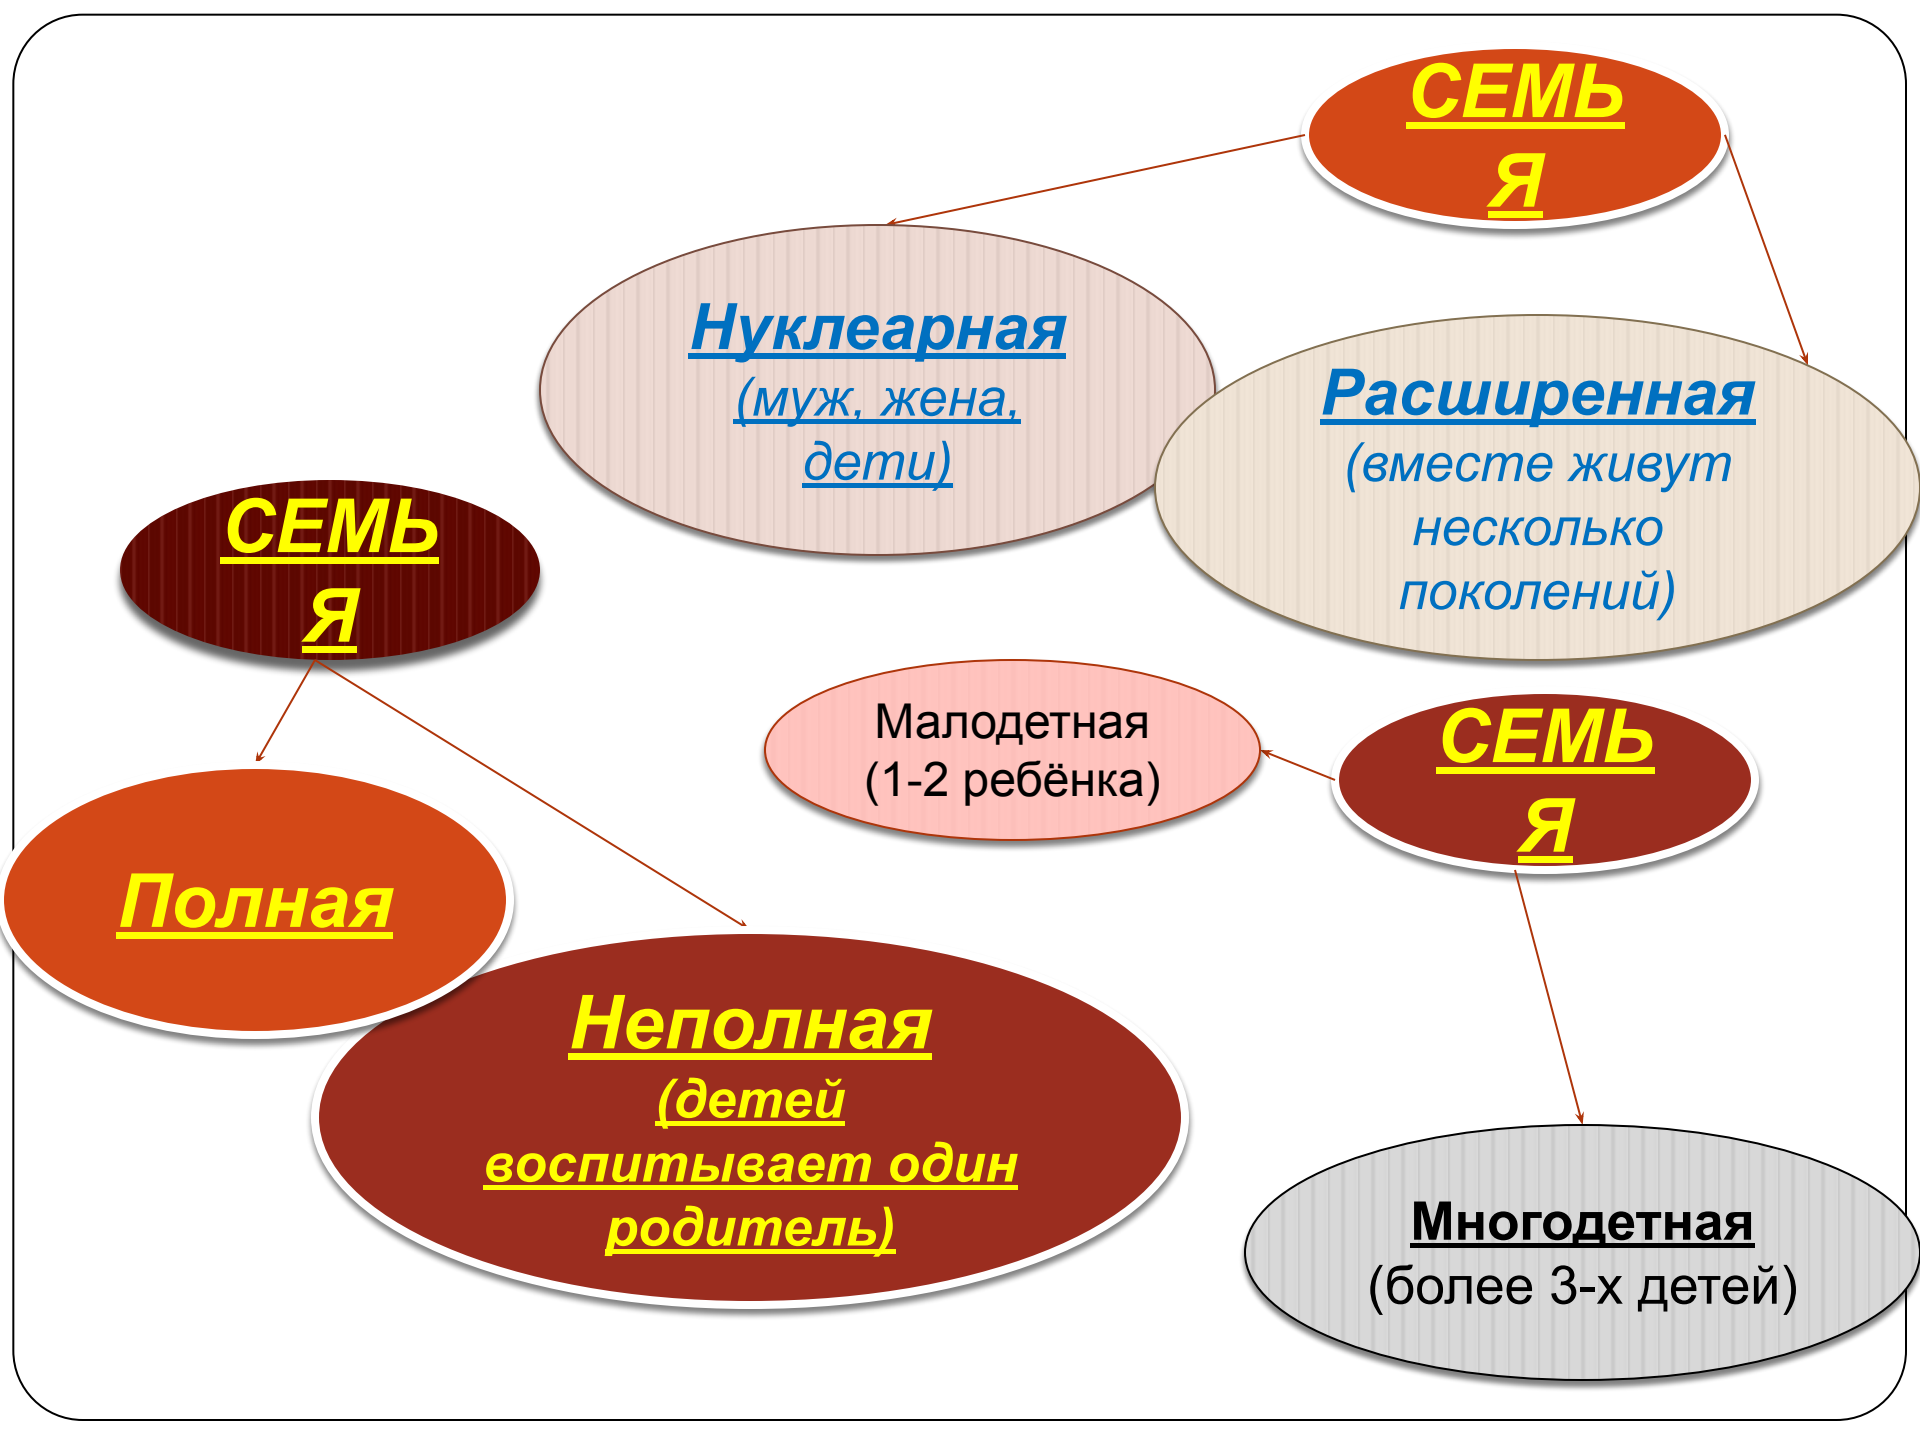 СЕМЬ
Я
Нуклеарная
(муж, жена,
дети)
Расширенная
(вместе живут
несколько
поколений)
СЕМЬ
Я
Полная
Неполная
(детей
воспитывает один
родитель)
СЕМЬ
Я
Малодетная
(1-2 ребёнка)
Многодетная
(более 3-х детей)